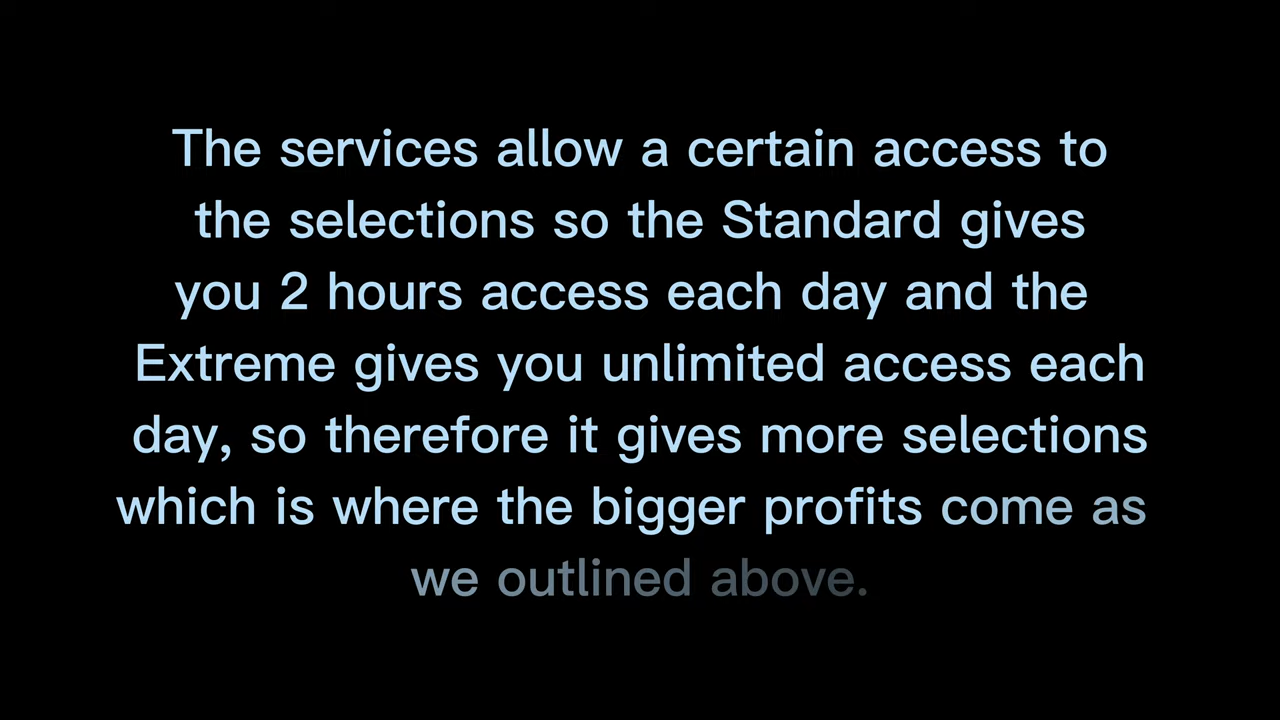 The services allow a certain access to
the selections so the Standard gives
you 2 hours access each day and the
Extreme gives you unlimited access each
day, so therefore it gives more selections
which is where the bigger profits come as
we outlined above.